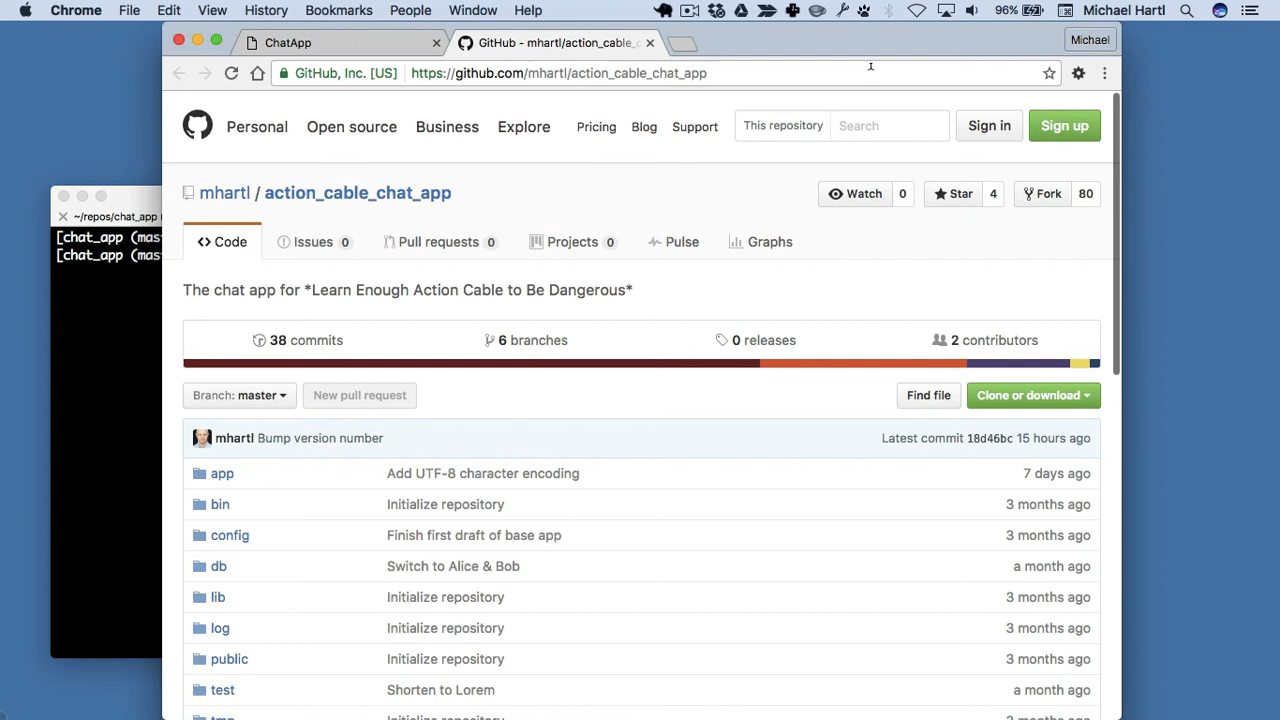 Chrome File Edit View History Bookmarks People Window Help 96% Michael Hartl
ChatApp
GitHub - mhartl/action_cable_
Michael
GitHub, Inc. [US] https://github.com/mhartl/action_cable_chat_app
Personal Open source Business Explore Pricing Blog Support This repository Search Sign in Sign up
mhartl / action_cable_chat_app
Watch 0 Star 4 Fork 80
~/repos/chat_app
[chat_app (mas
[chat_app (mas
Code Issues 0 Pull requests 0 Projects 0 Pulse Graphs
The chat app for *Learn Enough Action Cable to Be Dangerous*
38 commits 6 branches 0 releases 2 contributors
Branch: master New pull request Find file Clone or download
mhartl Bump version number Latest commit 18d46bc 15 hours ago
app Add UTF-8 character encoding 7 days ago
bin Initialize repository 3 months ago
config Finish first draft of base app 3 months ago
db Switch to Alice & Bob a month ago
lib Initialize repository 3 months ago
log Initialize repository 3 months ago
public Initialize repository 3 months ago
test Shorten to Lorem a month ago